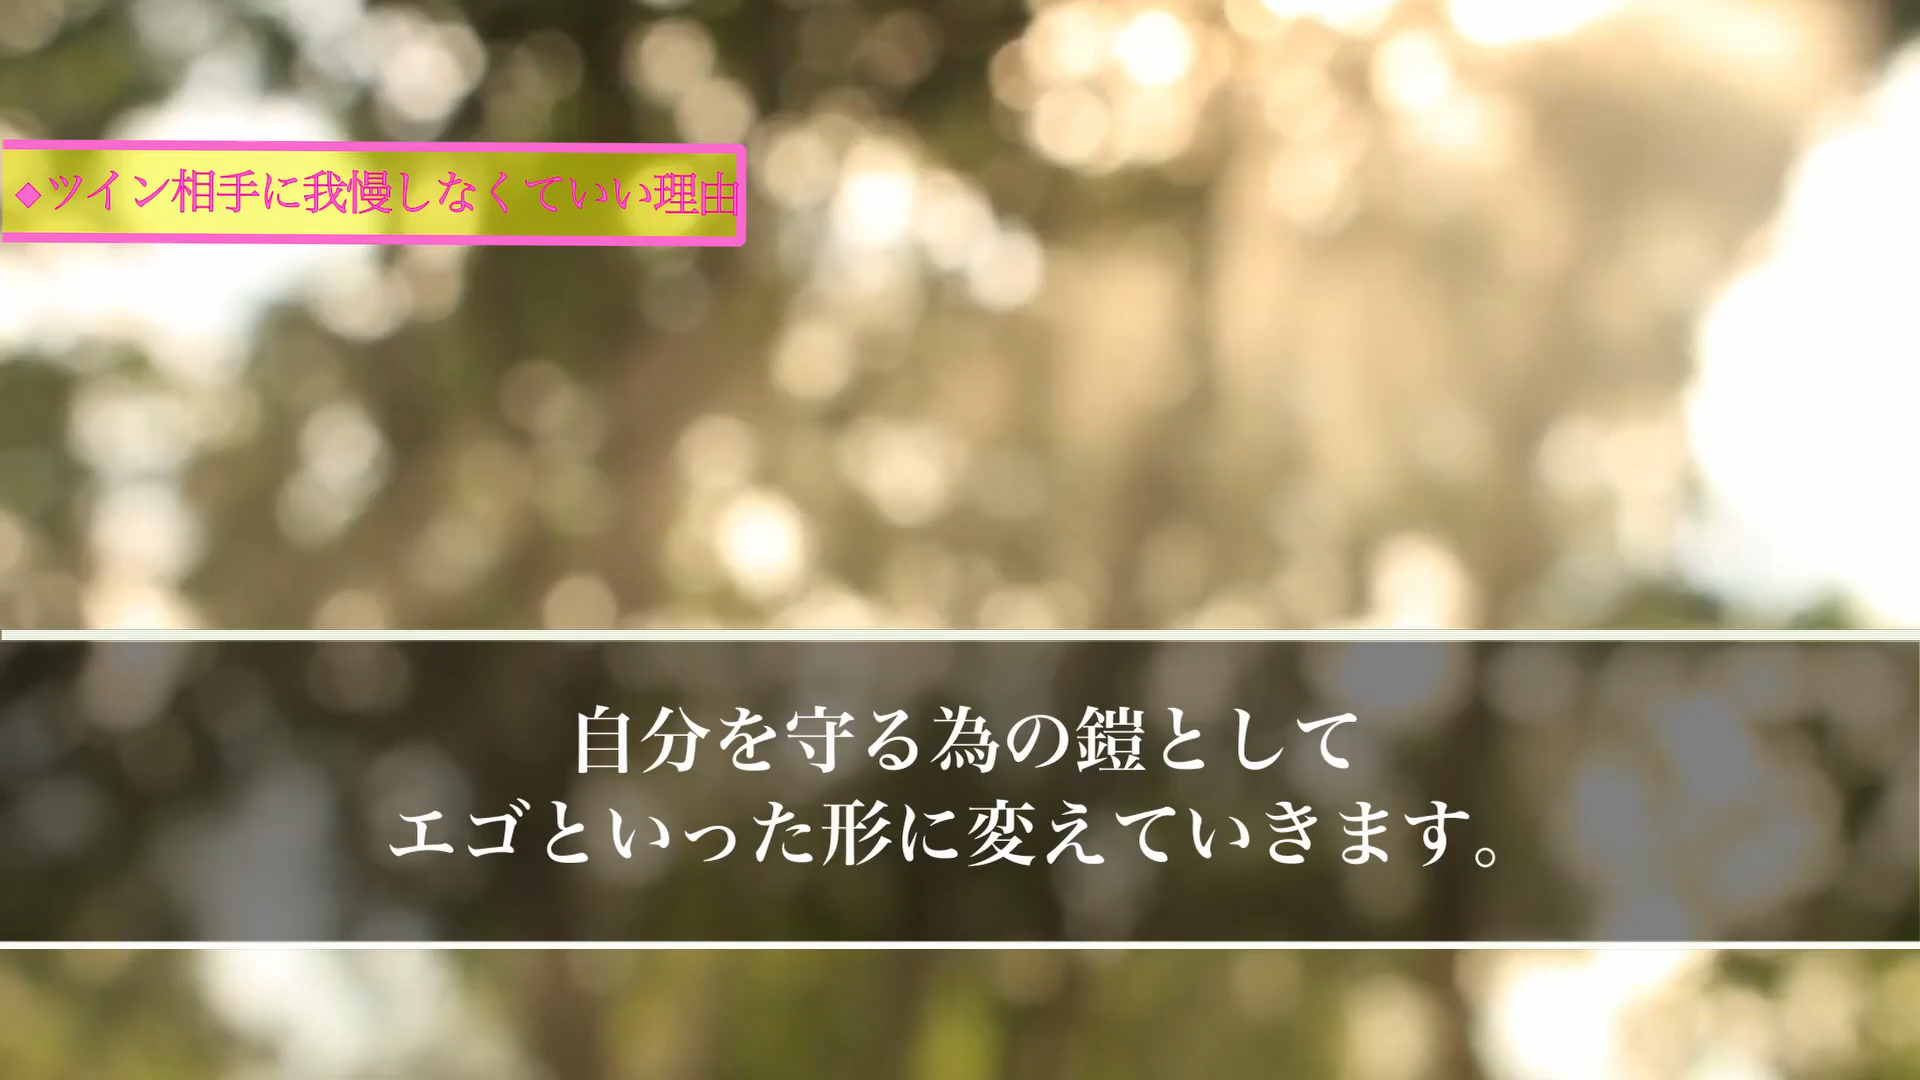 ◆ツイン相手に我慢しなくていい理由
自分を守る為の鎧として
エゴといった形に変えていきます。